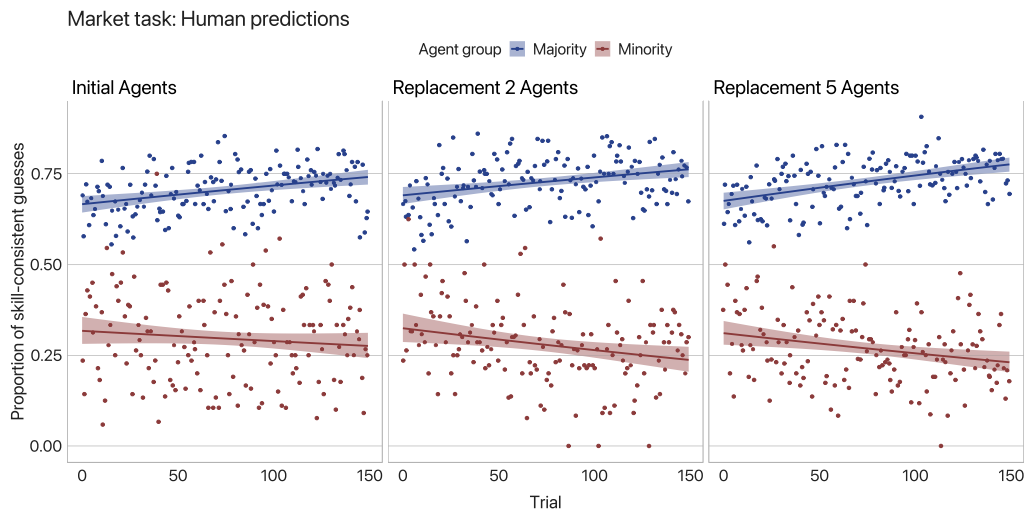 Market task: Human predictions
Agent group Majority Minority
Initial Agents
Replacement 2 Agents
Replacement 5 Agents
Proportion of skill-consistent guesses
0.75
0.50
0.25
0.00
0 50 100 150
0 50 100 150
0 50 100 150
Trial